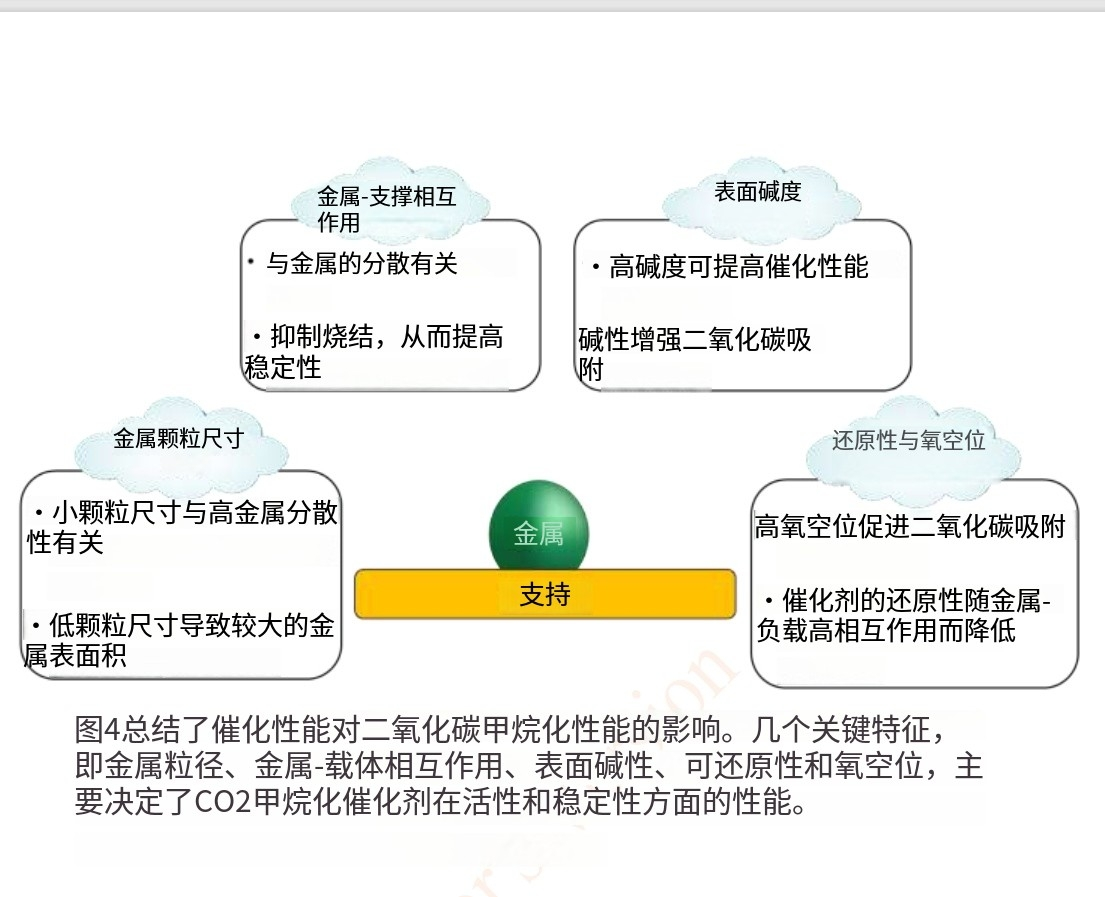 金属-支撑相互
作用
• 与金属的分散有关
・抑制烧结，从而提高
稳定性
表面碱度
・高碱度可提高催化性能
碱性增强二氧化碳吸
附
金属颗粒尺寸
・小颗粒尺寸与高金属分散
性有关
・低颗粒尺寸导致较大的金
属表面积
金属
支持
还原性与氧空位
高氧空位促进二氧化碳吸附
・催化剂的还原性随金属-
负载高相互作用而降低
图4总结了催化性能对二氧化碳甲烷化性能的影响。几个关键特征，
即金属粒径、金属-载体相互作用、表面碱性、可还原性和氧空位，主
要决定了CO2甲烷化催化剂在活性和稳定性方面的性能。